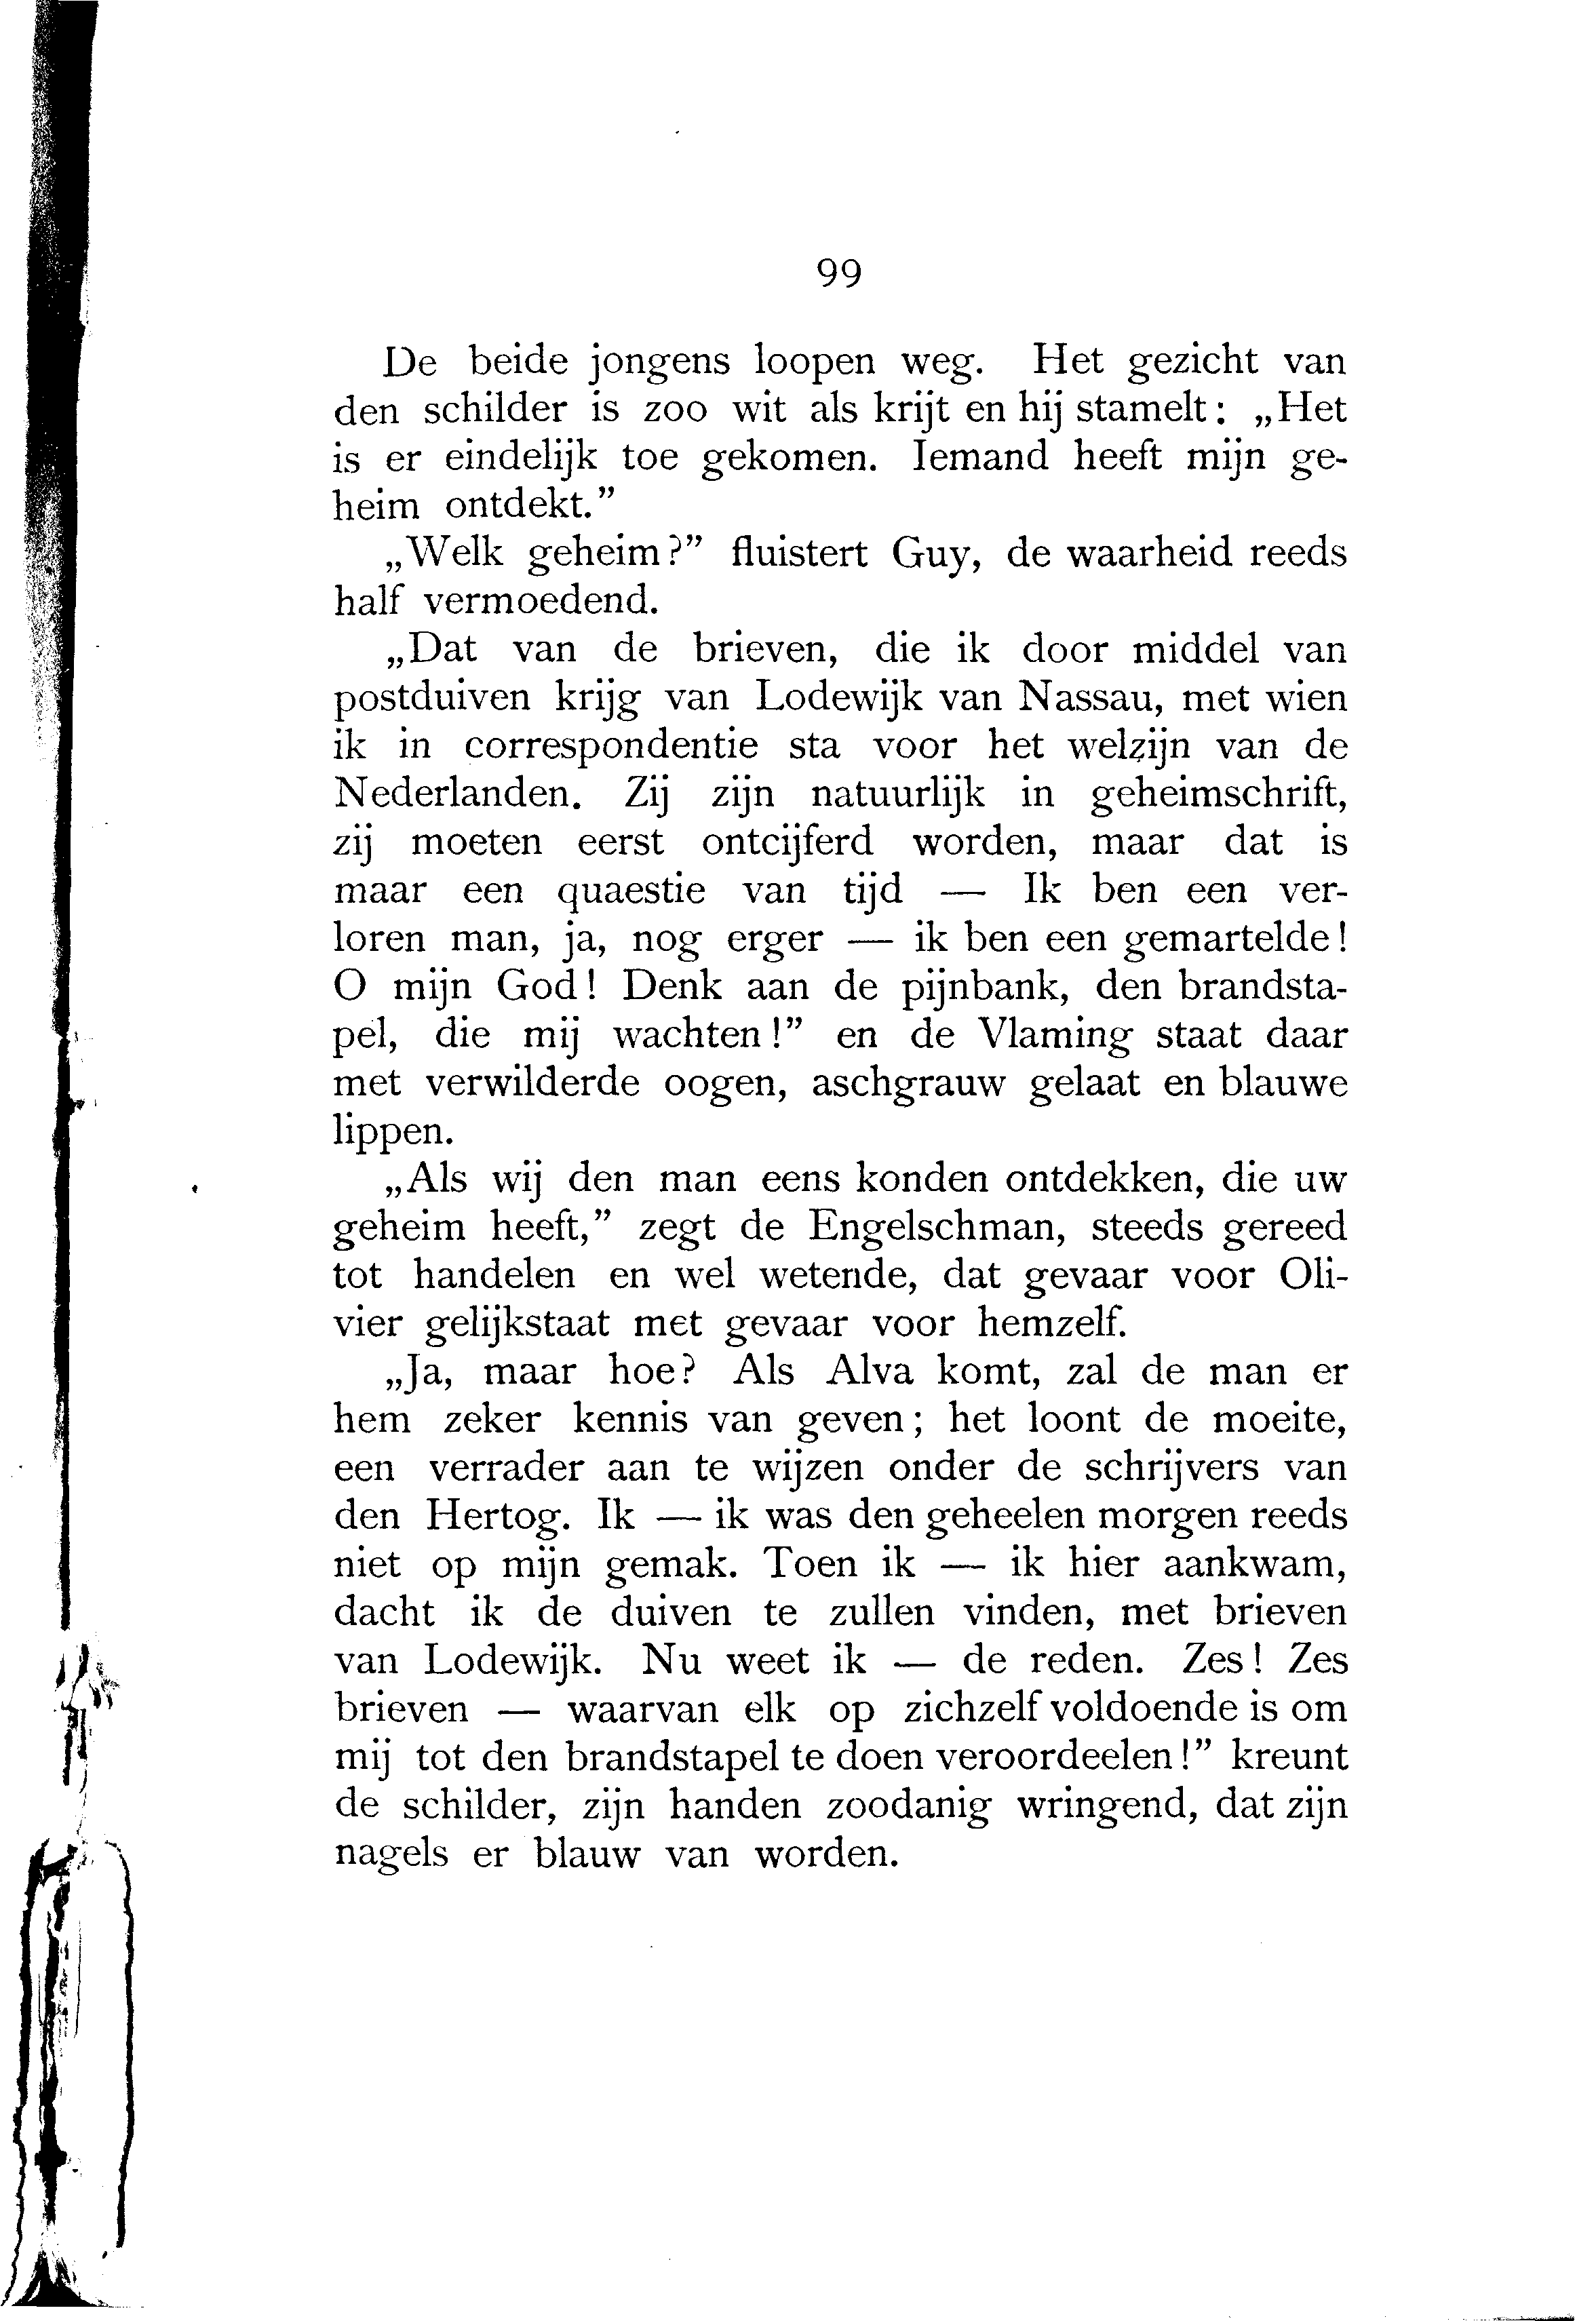 99
De beide jongens loopen weg. Het gezicht van
den schilder is zoo wit als krijt en hij stamelt: „Het
is er eindelijk toe gekomen. Iemand heeft mijn ge-
heim ontdekt.”
„Welk geheim?” fluistert Guy, de waarheid reeds
half vermoedend.
„Dat van de brieven, die ik door middel van
postduiven krijg van Lodewijk van Nassau, met wien
ik in correspondentie sta voor het welzijn van de
Nederlanden. Zij zijn natuurlijk in geheimschrift,
zij moeten eerst ontcijferd worden, maar dat is
maar een quaestie van tijd — Ik ben een ver-
loren man, ja, nog erger — ik ben een gemartelde!
O mijn God! Denk aan de pijnbank, den brandsta-
pel, die mij wachten!” en de Vlaming staat daar
met verwilderde oogen, aschgrauw gelaat en blauwe
lippen.
„Als wij den man eens konden ontdekken, die uw
geheim heeft,” zegt de Engelschman, steeds gereed
tot handelen en wel wetende, dat gevaar voor Oli-
vier gelijkstaat met gevaar voor hemzelf.
„Ja, maar hoe? Als Alva komt, zal de man er
hem zeker kennis van geven; het loont de moeite,
een verrader aan te wijzen onder de schrijvers van
den Hertog. Ik — ik was den geheelen morgen reeds
niet op mijn gemak. Toen ik — ik hier aankwam,
dacht ik de duiven te zullen vinden, met brieven
van Lodewijk. Nu weet ik — de reden. Zes! Zes
brieven — waarvan elk op zichzelf voldoende is om
mij tot den brandstapel te doen veroordeelen!” kreunt
de schilder, zijn handen zoodanig wringend, dat zijn
nagels er blauw van worden.